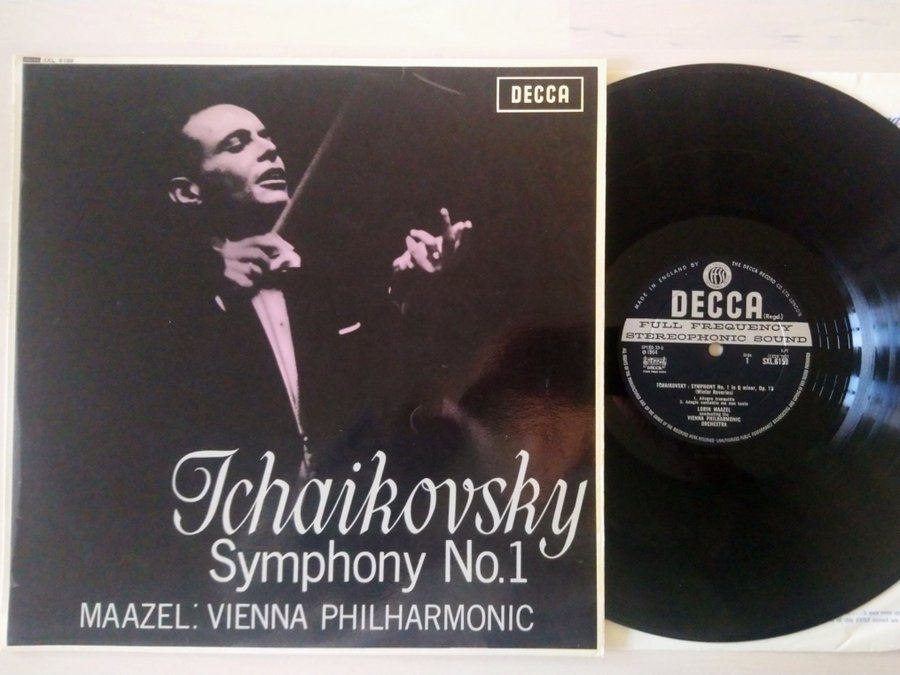 DECCA
Tchaikovsky
Symphony No.1
MAAZEL: VIENNA PHILHARMONIC
MADE IN ENGLAND BY THE DECCA RECORD CO. LTD. LONDON
ffss
DECCA
(Regd.)
FULL FREQUENCY
STEREOPHONIC SOUND
Side
1
SXL.6159
TCHAIKOVSKY: SYMPHONY No. 1 in G minor, Op. 13
(Winter Reveries)
1. Allegro tranquillo
2. Adagio cantabile ma non tanto
LORIN MAAZEL
conducting the
VIENNA PHILHARMONIC
ORCHESTRA